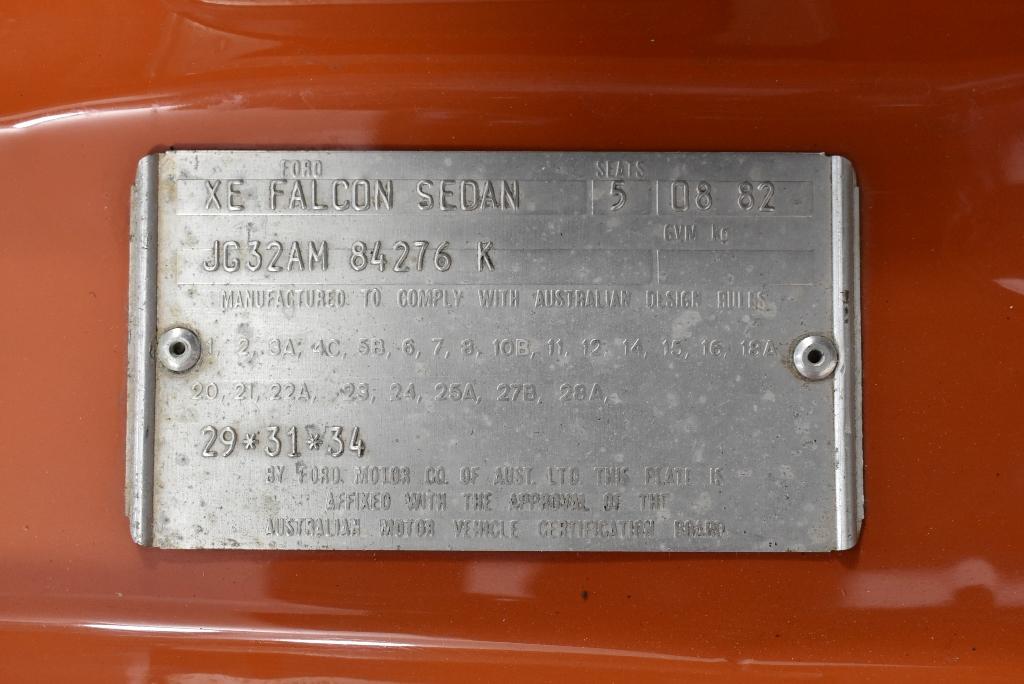 FORD SEATS
XE FALCON SEDAN 5 08 82
GVM kg
JG32AM 84276 K
MANUFACTURED TO COMPLY WITH AUSTRALIAN DESIGN RULES
1, 2, 3A, 4C, 5B, 6, 7, 8, 10B, 11, 12, 14, 15, 16, 18A
20, 21, 22A, 23, 24, 25A, 27B, 28A,
29*31*34
BY FORD MOTOR CO. OF AUST. LTD THIS PLATE IS
AFFIXED WITH THE APPROVAL OF THE
AUSTRALIAN MOTOR VEHICLE CERTIFICATION BOARD